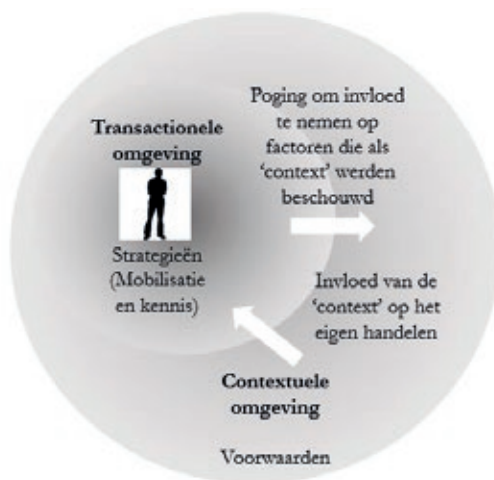 Transactionele
omgeving
Strategieën
(Mobilisatie
en kennis)
Poging om invloed
te nemen op
factoren die als
‘context’ werden
beschouwd
Invloed van de
‘context’ op het
eigen handelen
Contextuele
omgeving
Voorwaarden